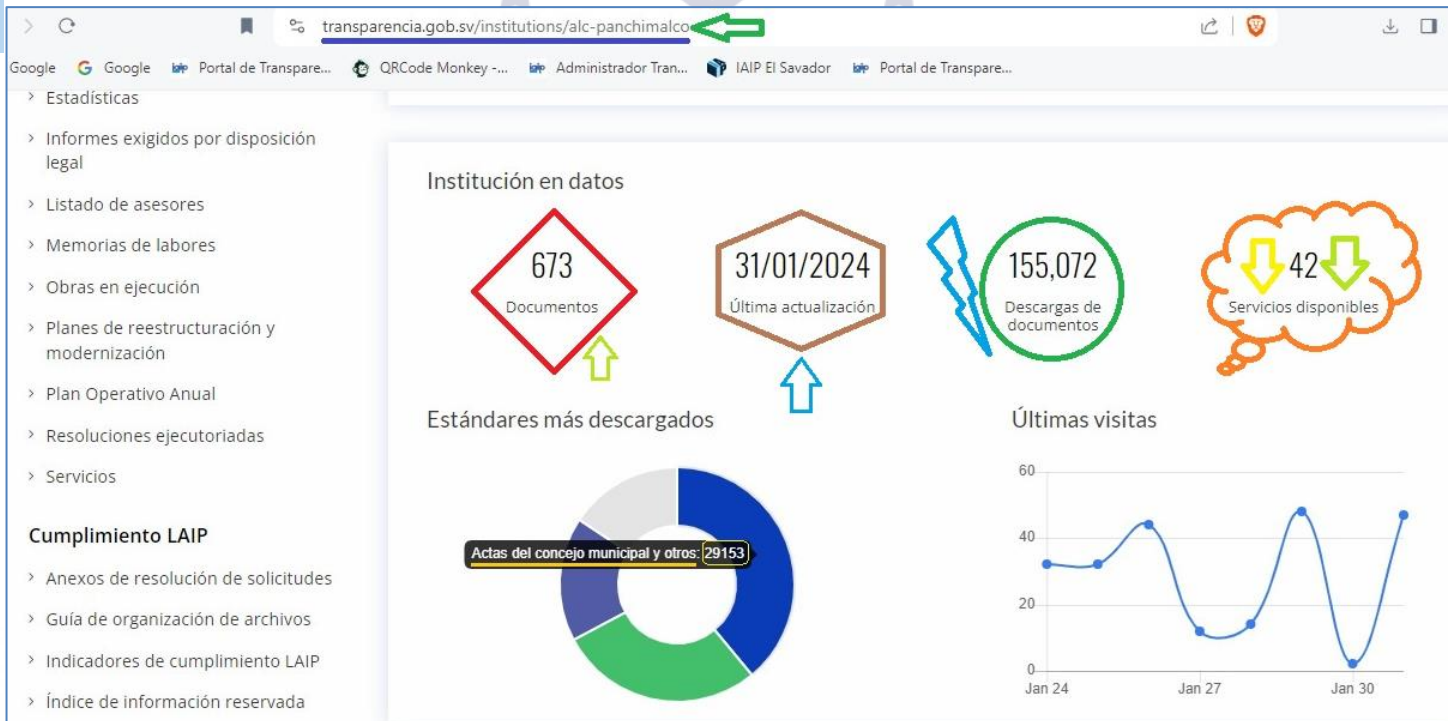 transparencia.gob.sv/institutions/alc-panchimalco
Google
Google
Portal de Transpare...
QRCode Monkey -...
Administrador Tran...
IAIP El Savador
Portal de Transpare...
Estadísticas
Informes exigidos por disposición
legal
Listado de asesores
Memorias de labores
Obras en ejecución
Planes de reestructuración y
modernización
Plan Operativo Anual
Resoluciones ejecutoriadas
Servicios
Cumplimiento LAIP
Anexos de resolución de solicitudes
Guía de organización de archivos
Indicadores de cumplimiento LAIP
Índice de información reservada
Institución en datos
673
Documentos
31/01/2024
Última actualización
155,072
Descargas de
documentos
42
Servicios disponibles
Estándares más descargados
Actas del concejo municipal y otros: 29153
Últimas visitas
60
40
20
0
Jan 24
Jan 27
Jan 30